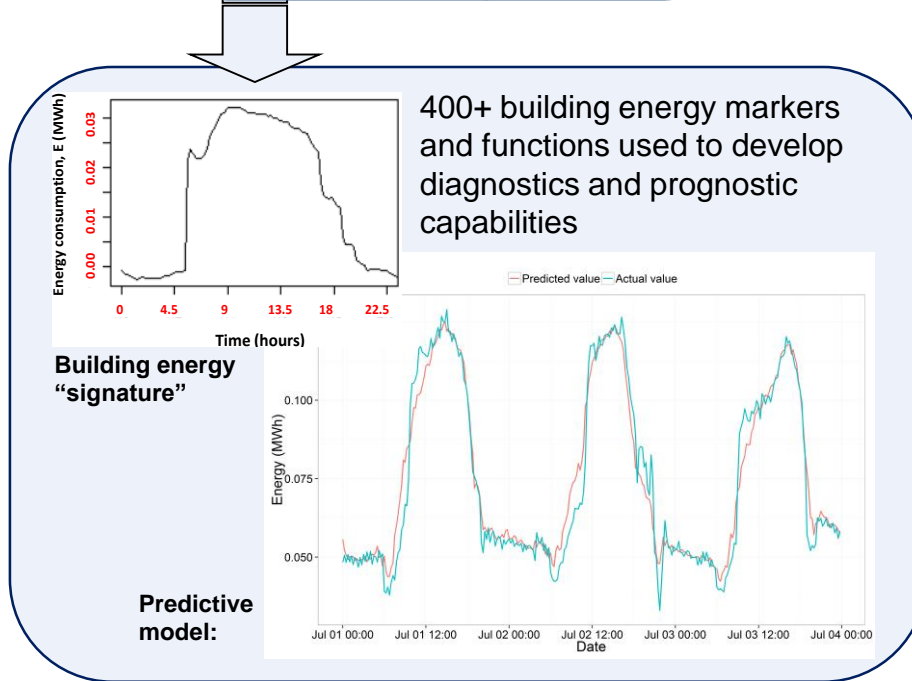 400+ building energy markers
and functions used to develop
diagnostics and prognostic
capabilities
Energy consumption, E (MWh)
0.03
0.02
0.01
0.00
0 4.5 9 13.5 18 22.5
Time (hours)
Building energy
“signature”
Predicted value Actual value
Energy (MWh)
0.100
0.075
0.050
Jul 01 00:00 Jul 01 12:00 Jul 02 00:00 Jul 02 12:00 Jul 03 00:00 Jul 03 12:00 Jul 04 00:00
Date
Predictive
model: